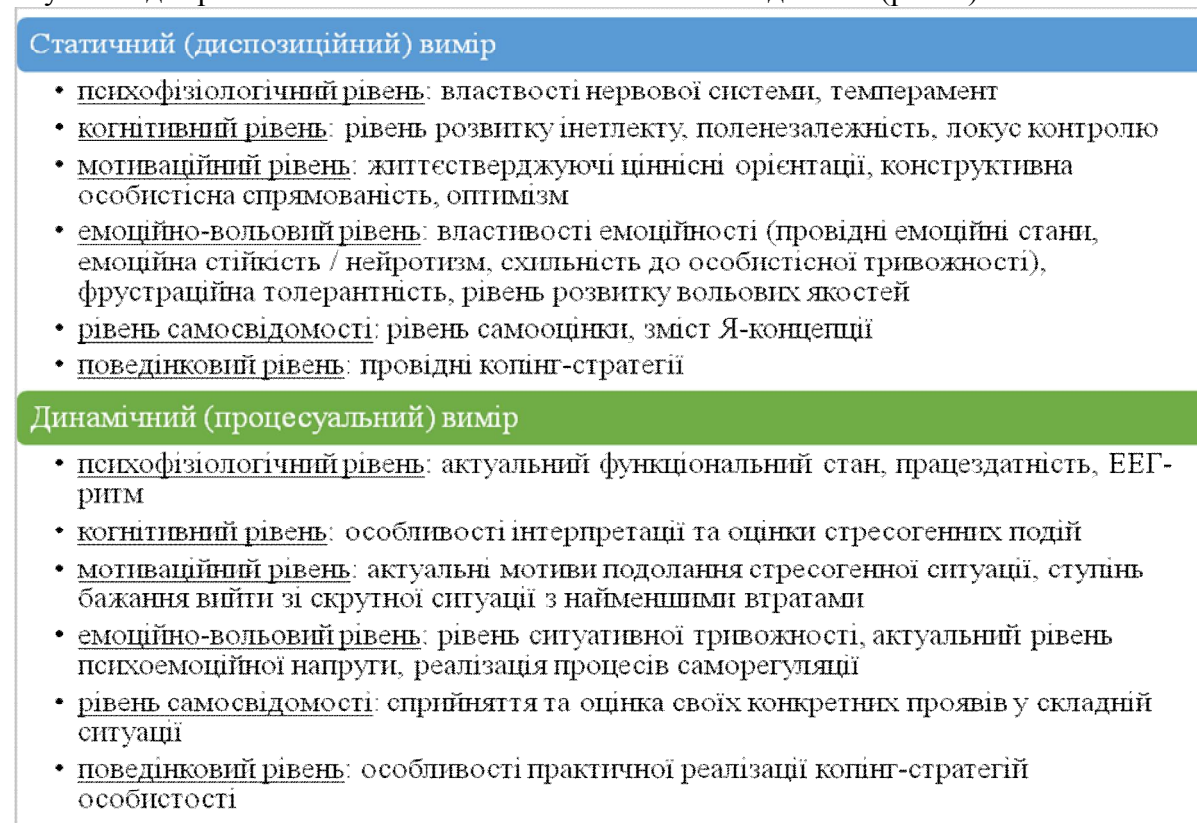 Статичний (диспозиційний) вимір
• психофізіологічний рівень: властвості нервової системи, темперамент
• когнітивний рівень: рівень розвитку інетлекту, поленезалежність, локус контролю
• мотиваційний рівень: життєстверджуючі ціннісні орієнтації, конструктивна
особистісна спрямованість, оптимізм
• емоційно-вольовий рівень: властивості емоційності (провідні емоційні стани,
емоційна стійкість / нейротизм, схильність до особистісної тривожності),
фрустраційна толерантність, рівень розвитку вольових якостей
• рівень самосвідомості: рівень самооцінки, зміст Я-концепції
• поведінковий рівень: провідні копінг-стратегії
Динамічний (процесуальний) вимір
• психофізіологічний рівень: актуальний функціональний стан, працездатність, ЕЕГ-
ритм
• когнітивний рівень: особливості інтерпретації та оцінки стресогенних подій
• мотиваційний рівень: актуальні мотиви подолання стресогенної ситуації, ступінь
бажання вийти зі скрутної ситуації з найменшими втратами
• емоційно-вольовий рівень: рівень ситуативної тривожності, актуальний рівень
психоемоційної напруги, реалізація процесів саморегуляції
• рівень самосвідомості: сприйняття та оцінка своїх конкретних проявів у складній
ситуації
• поведінковий рівень: особливості практичної реалізації копінг-стратегій
особистості